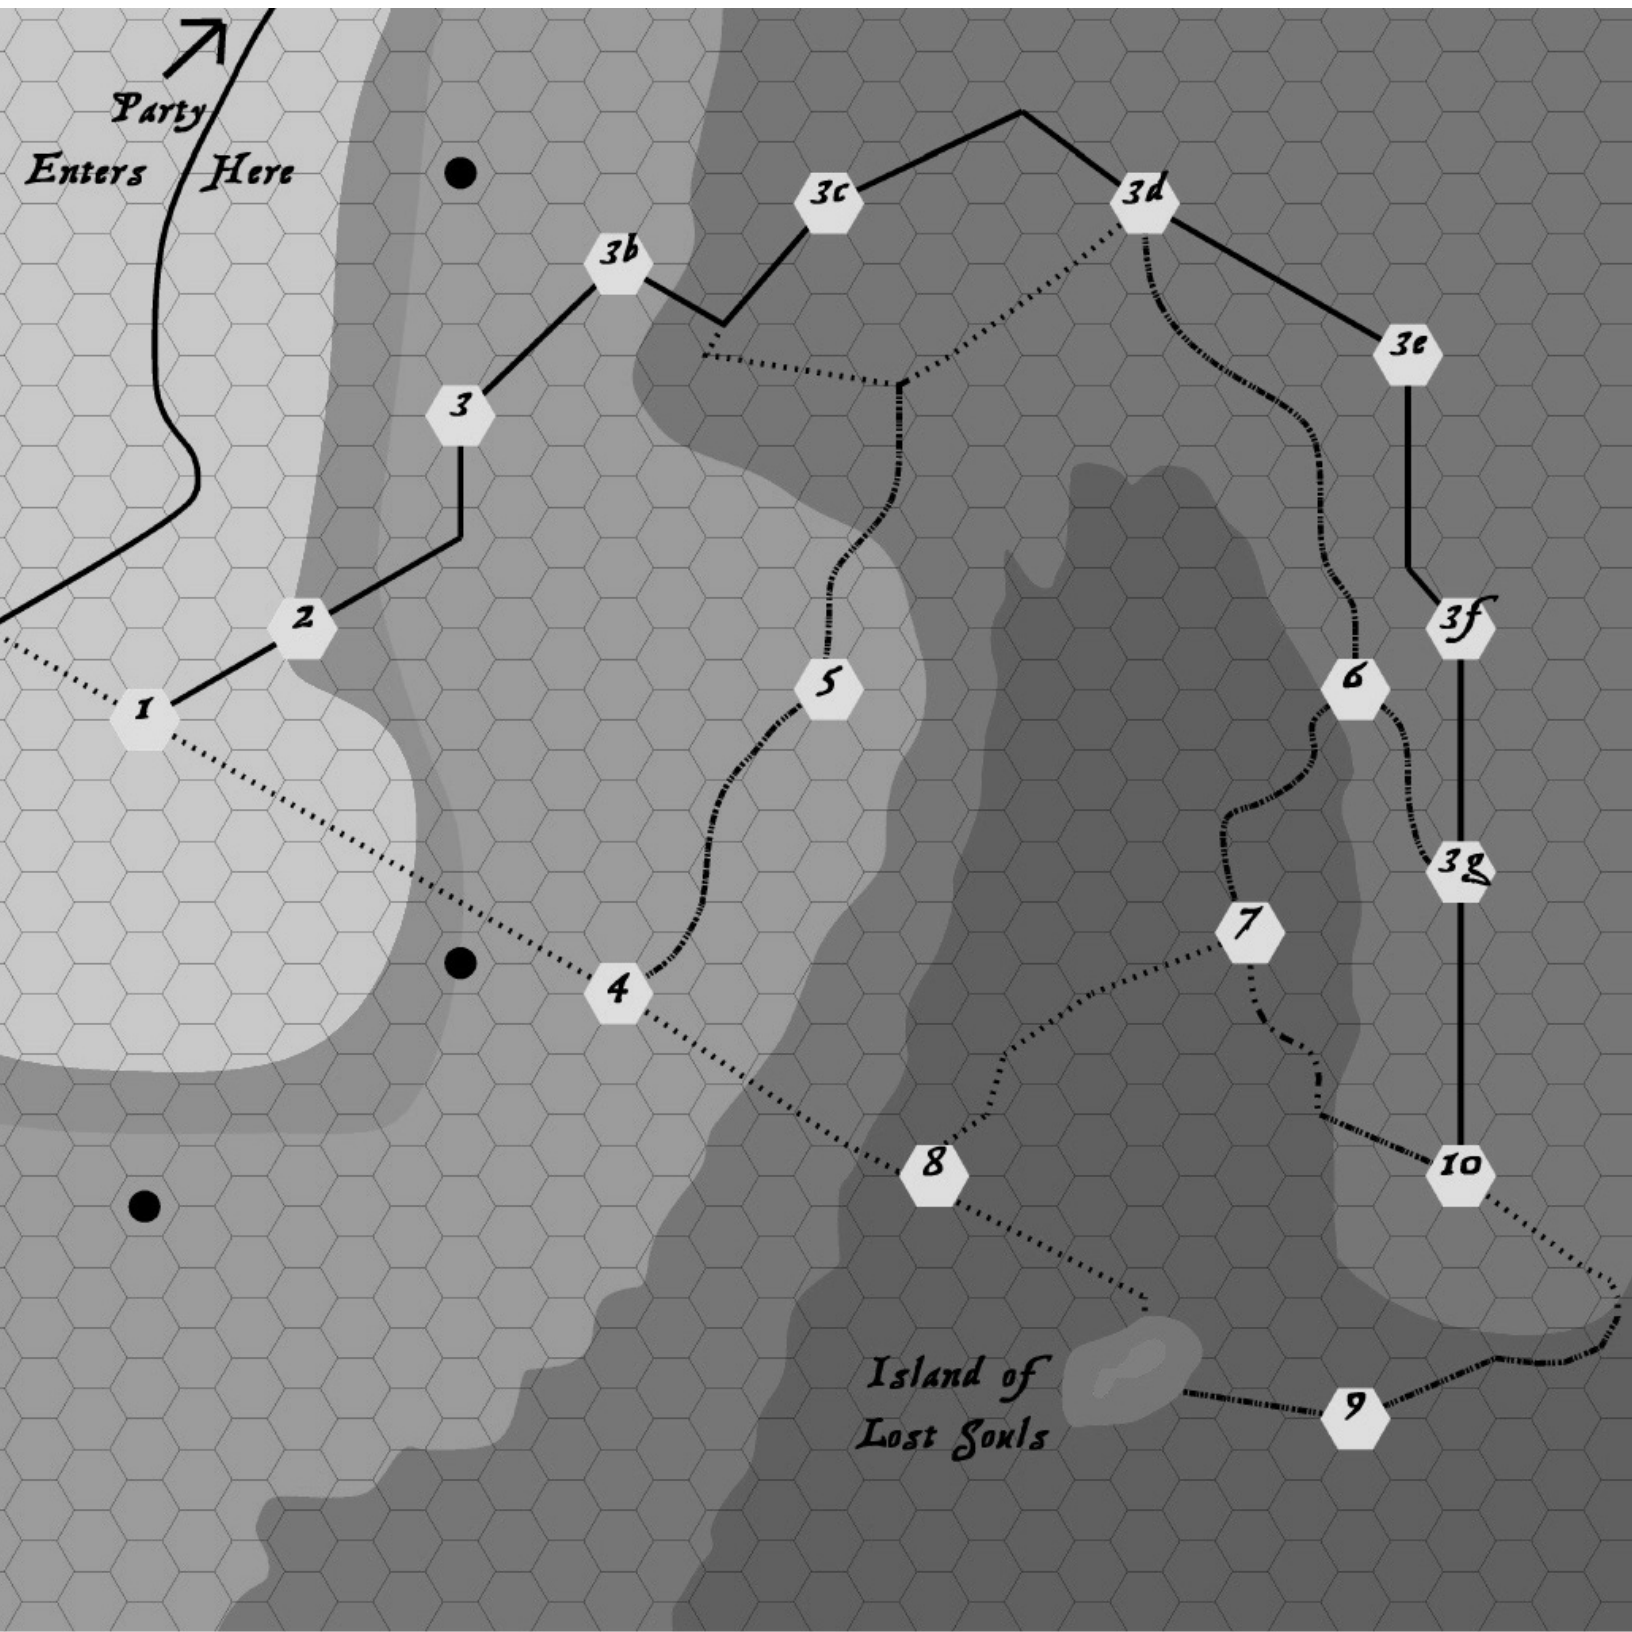 Party
Enters Here
3c
3d
3b
3e
3
2
3f
5
6
1
3g
7
4
8
10
Island of
Lost Souls
9